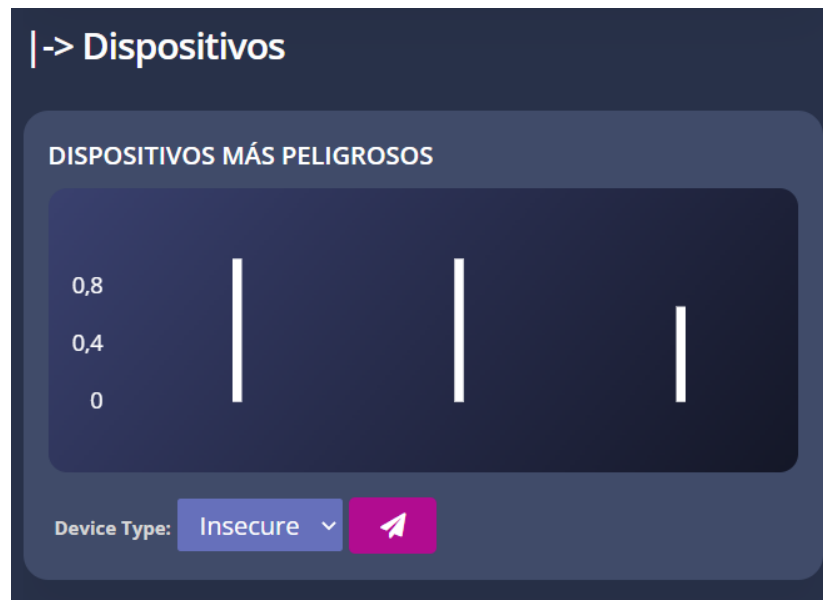 |-> Dispositivos
DISPOSITIVOS MÁS PELIGROSOS
0,8
0,4
0
Device Type: Insecure